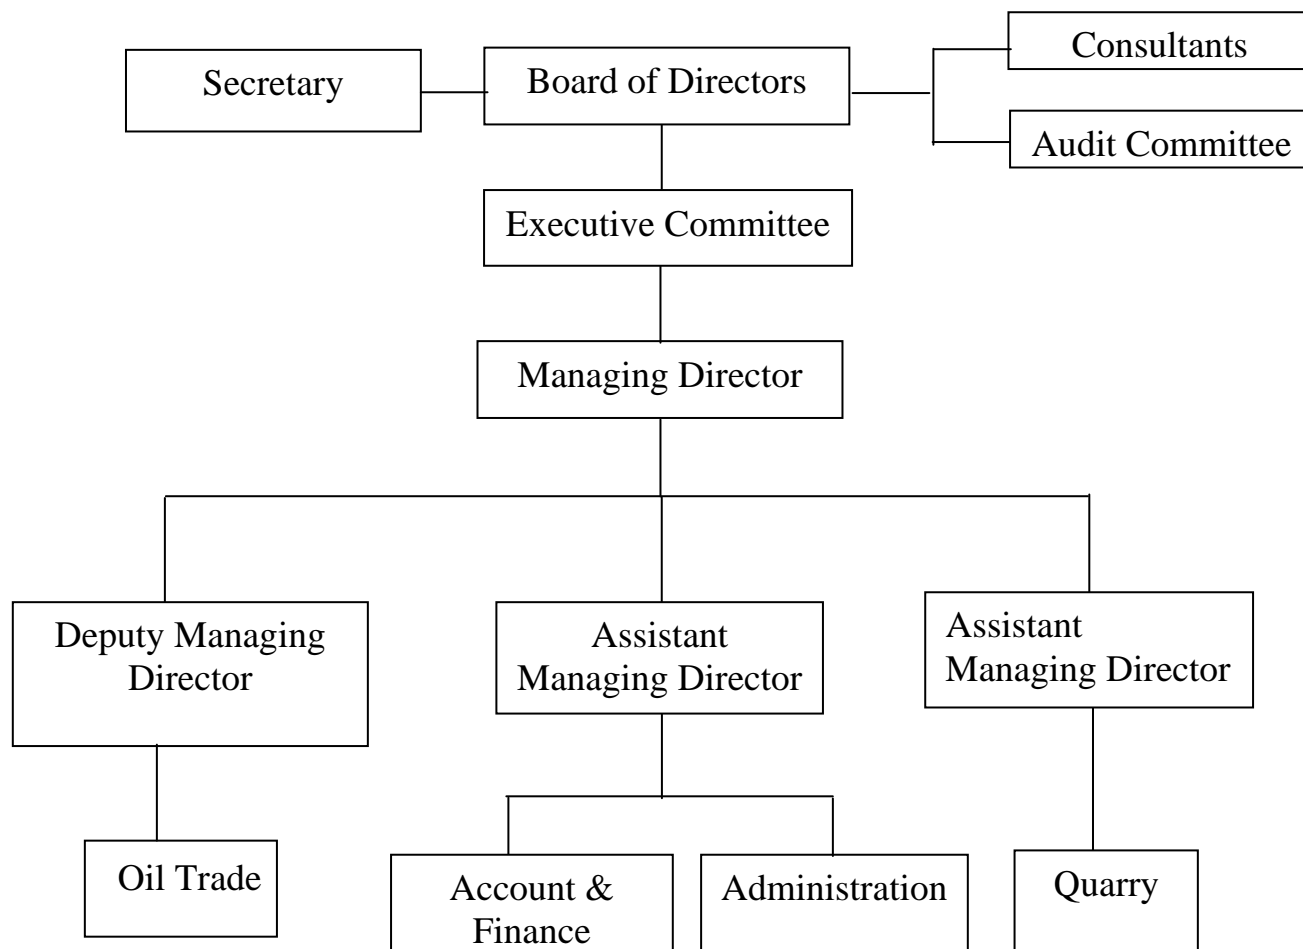 Secretary
Board of Directors
Consultants
Audit Committee
Executive Committee
Managing Director
Deputy Managing
Director
Assistant
Managing Director
Assistant
Managing Director
Oil Trade
Account &
Finance
Administration
Quarry